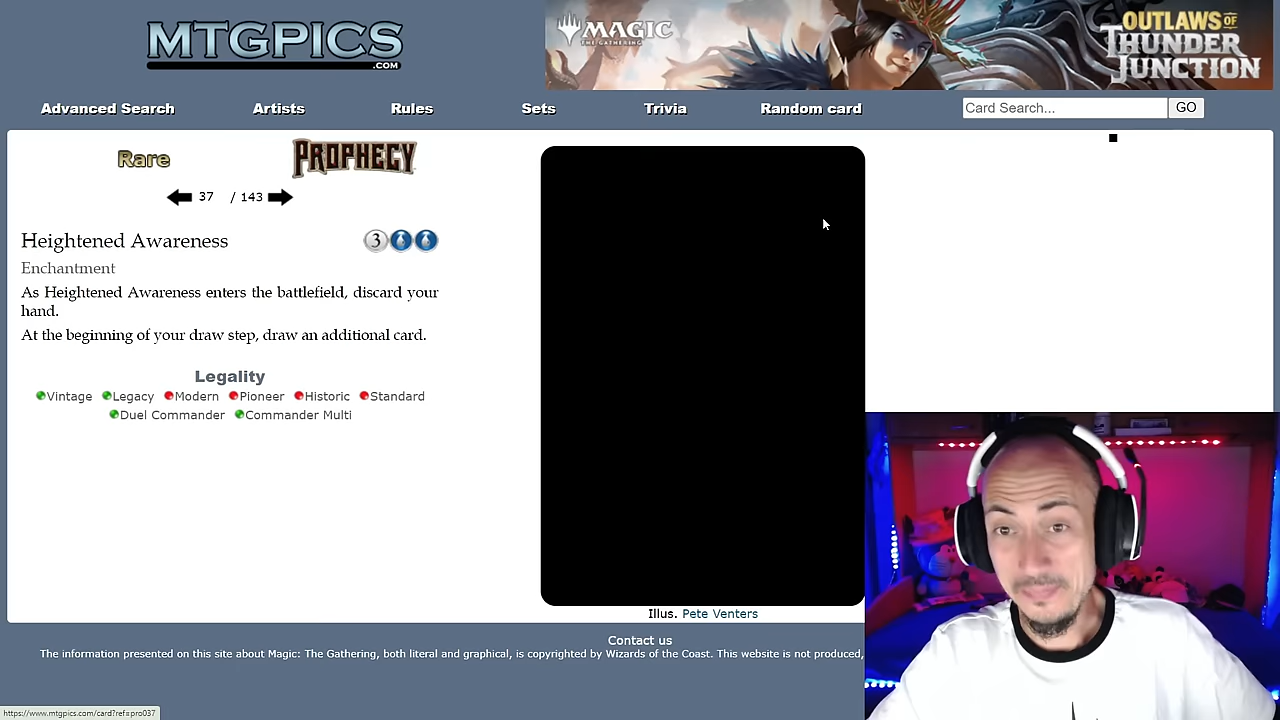 MTGPICS
.COM
MAGIC
THE GATHERING
OUTLAWS OF
THUNDER
JUNCTION
Advanced Search
Artists
Rules
Sets
Trivia
Random card
Card Search...
GO
Rare
PROPHECY
37 / 143
Heightened Awareness
3
Enchantment
As Heightened Awareness enters the battlefield, discard your
hand.
At the beginning of your draw step, draw an additional card.
Legality
Vintage Legacy Modern Pioneer Historic Standard
Duel Commander Commander Multi
Illus. Pete Venters
Contact us
The information presented on this site about Magic: The Gathering, both literal and graphical, is copyrighted by Wizards of the Coast. This website is not produced,
https://www.mtgpics.com/card?ref=pro037